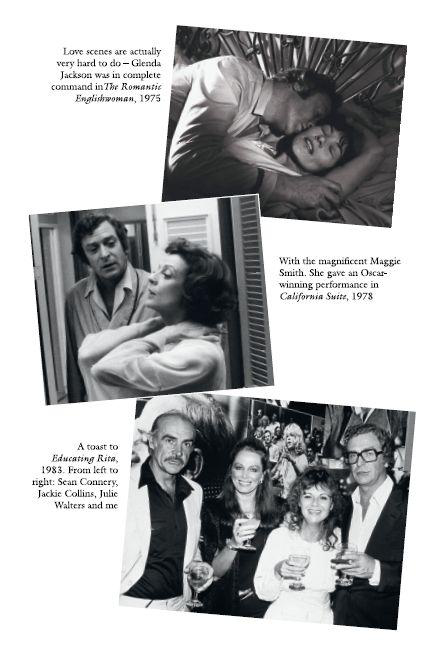 Love scenes are actually
very hard to do – Glenda
Jackson was in complete
command in The Romantic
Englishwoman, 1975
With the magnificent Maggie
Smith. She gave an Oscar-
winning performance in
California Suite, 1978
A toast to
Educating Rita,
1983. From left to
right: Sean Connery,
Jackie Collins, Julie
Walters and me